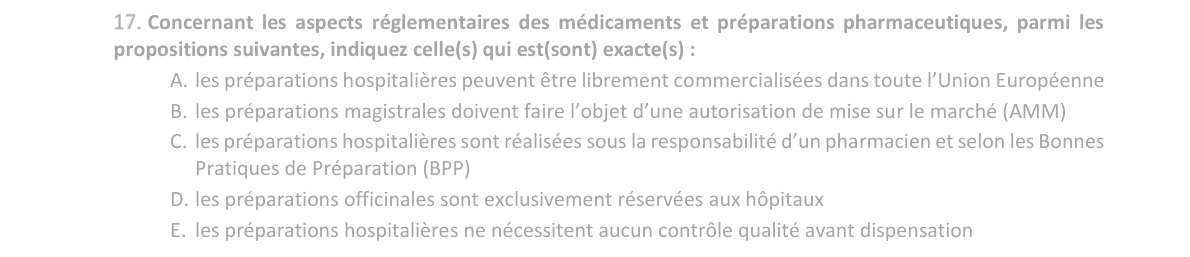 17. Concernant les aspects réglementaires des médicaments et préparations pharmaceutiques, parmi les
propositions suivantes, indiquez celle(s) qui est(sont) exacte(s) :
A. les préparations hospitalières peuvent être librement commercialisées dans toute l’Union Européenne
B. les préparations magistrales doivent faire l’objet d’une autorisation de mise sur le marché (AMM)
C. les préparations hospitalières sont réalisées sous la responsabilité d’un pharmacien et selon les Bonnes
Pratiques de Préparation (BPP)
D. les préparations officinales sont exclusivement réservées aux hôpitaux
E. les préparations hospitalières ne nécessitent aucun contrôle qualité avant dispensation